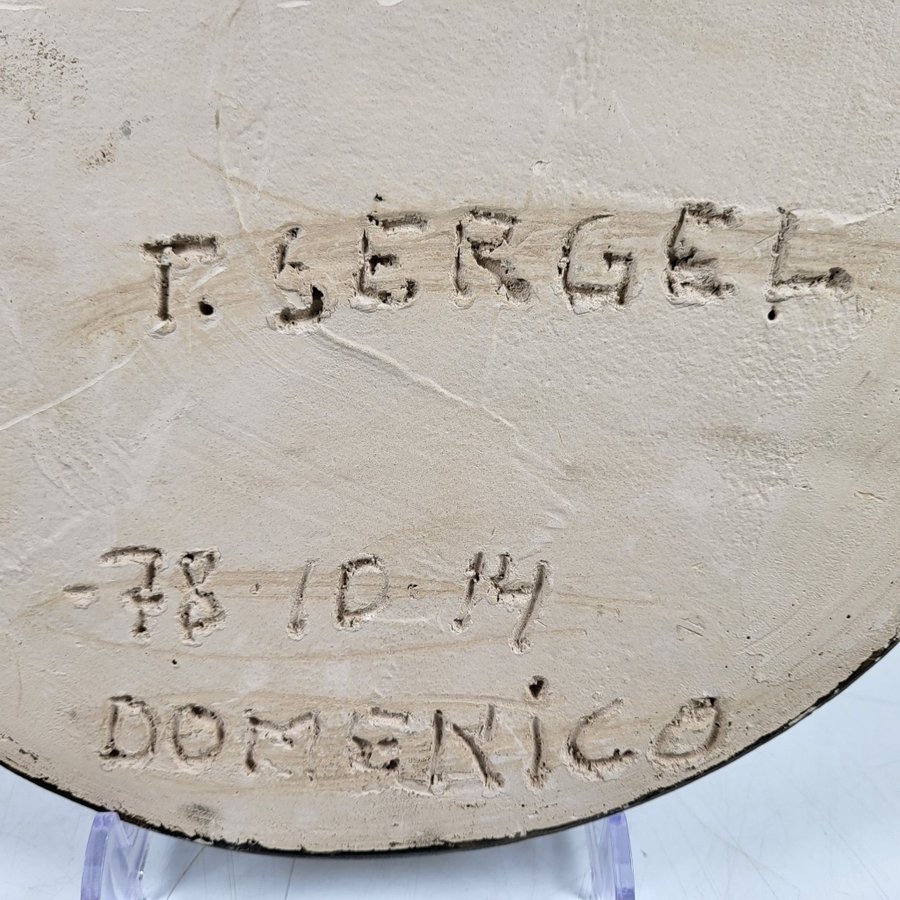 T. SERGEL
-78·10·14
DOMENiCO